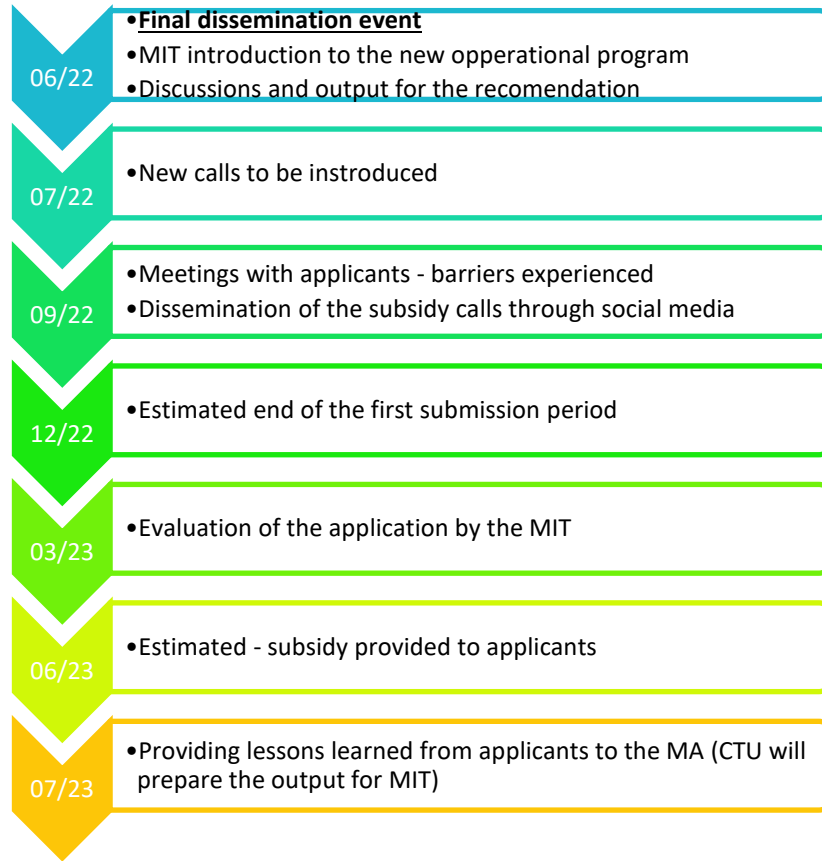 06/22
•Final dissemination event
•MIT introduction to the new opperational program
•Discussions and output for the recomendation
07/22
•New calls to be instroduced
09/22
•Meetings with applicants - barriers experienced
•Dissemination of the subsidy calls through social media
12/22
•Estimated end of the first submission period
03/23
•Evaluation of the application by the MIT
06/23
•Estimated - subsidy provided to applicants
07/23
•Providing lessons learned from applicants to the MA (CTU will
prepare the output for MIT)